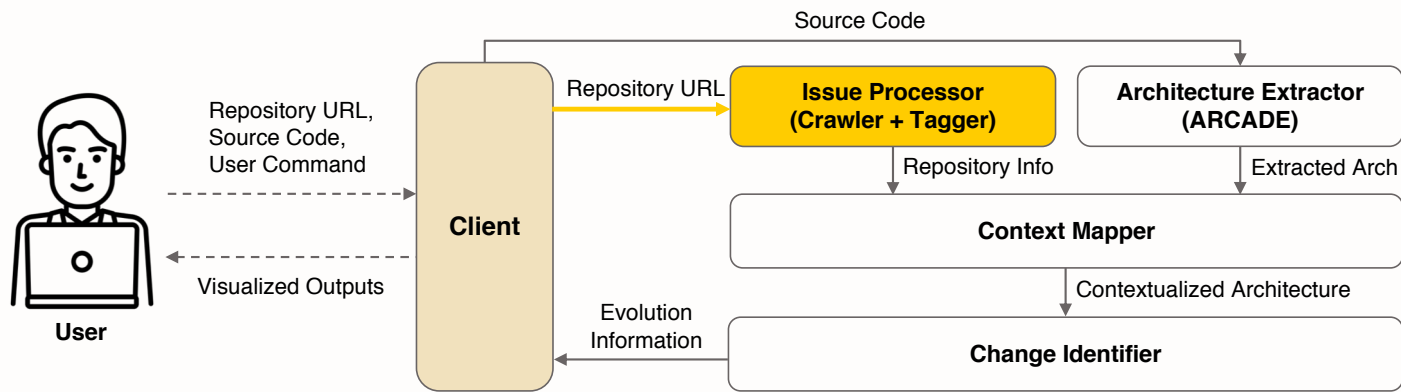 Source Code
Repository URL
Issue Processor
(Crawler + Tagger)
Architecture Extractor
(ARCADE)
Repository URL,
Source Code,
User Command
Repository Info
Extracted Arch
Client
Context Mapper
Visualized Outputs
User
Contextualized Architecture
Evolution
Information
Change Identifier